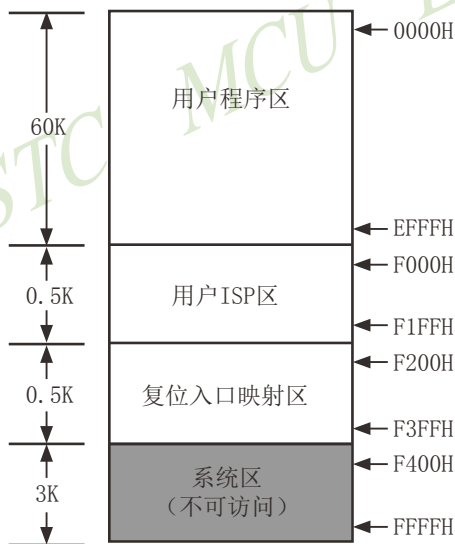 STC MCU
0000H
用户程序区
60K
EFFFH
F000H
用户ISP区
0.5K
F1FFH
F200H
复位入口映射区
0.5K
F3FFH
F400H
系统区
3K
(不可访问)
FFFFH